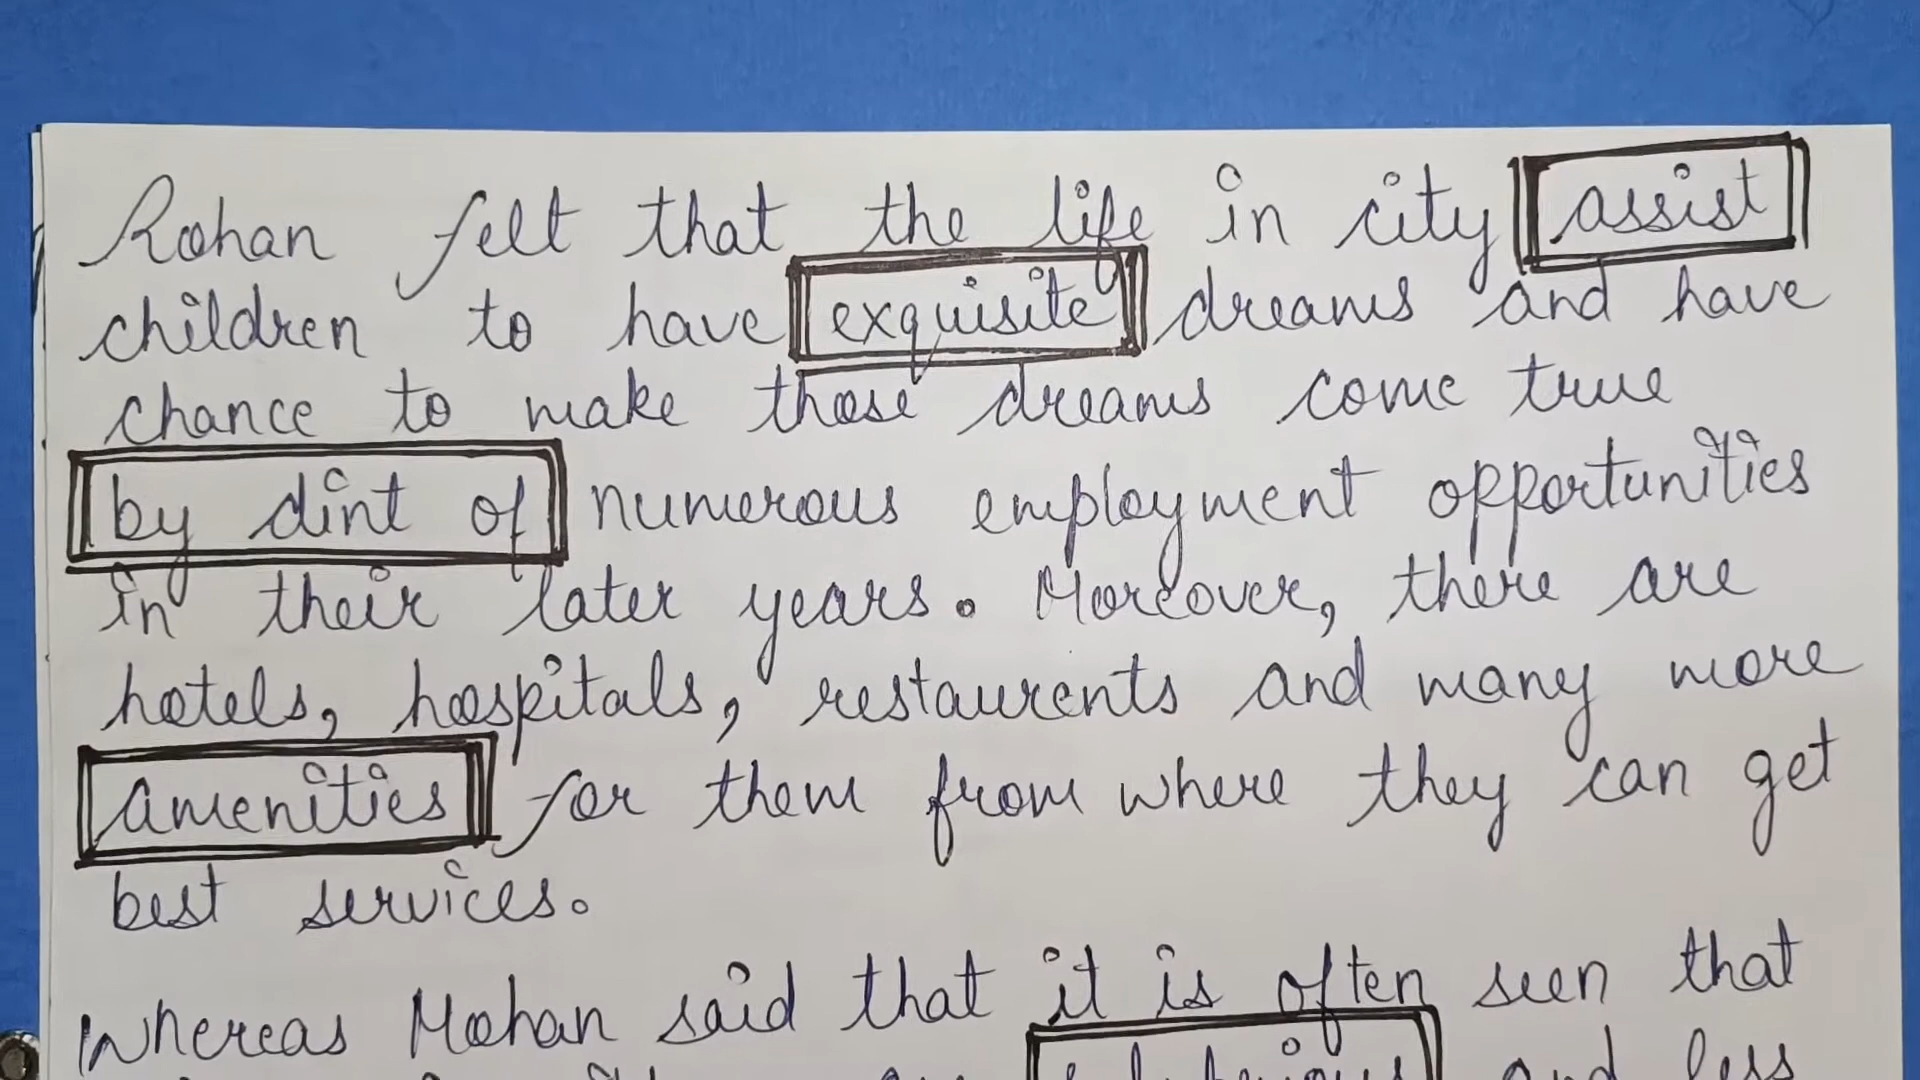 Rohan felt that the life in city assist
children to have exquisite dreams and have
chance to make those dreams come true
by dint of numerous employment opportunities
in their later years. Moreover, there are
hotels, hospitals, restaurents and many more
amenities for them from where they can get
best services.
Whereas Mohan said that it is often seen that
and less